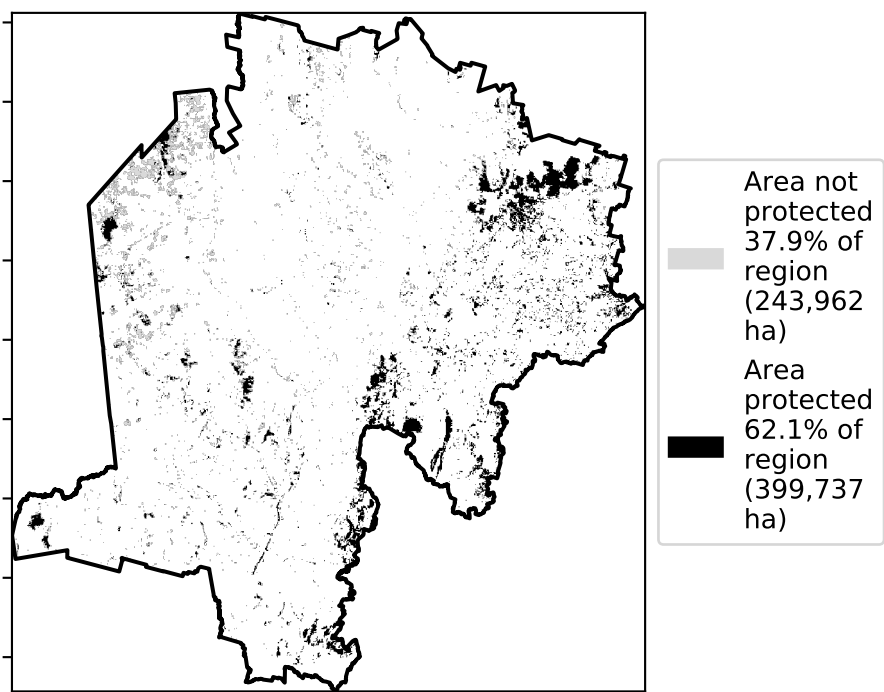 Area not
protected
37.9% of
region
(243,962
ha)
Area
protected
62.1% of
region
(399,737
ha)